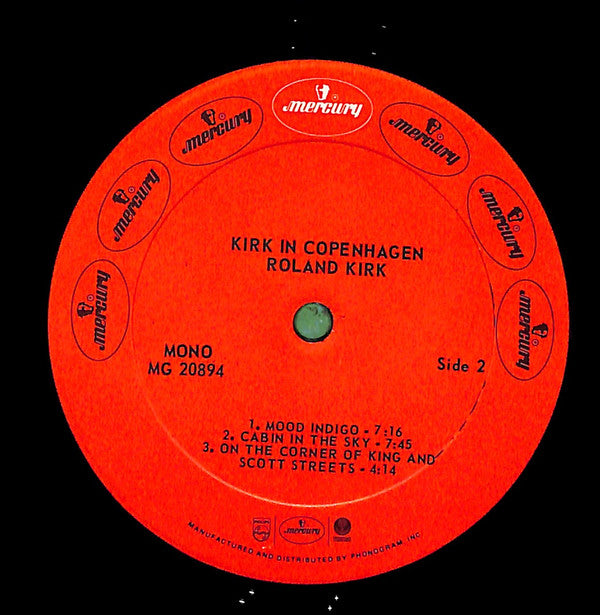 mercury
mercury
mercury
mercury
mercury
mercury
mercury
KIRK IN COPENHAGEN
ROLAND KIRK
MONO
MG 20894
Side 2
1. MOOD INDIGO - 7:16
2. CABIN IN THE SKY - 7:45
3. ON THE CORNER OF KING AND
SCOTT STREETS - 4:14
PHILIPS
mercury
MANUFACTURED AND DISTRIBUTED BY PHONOGRAM, INC.